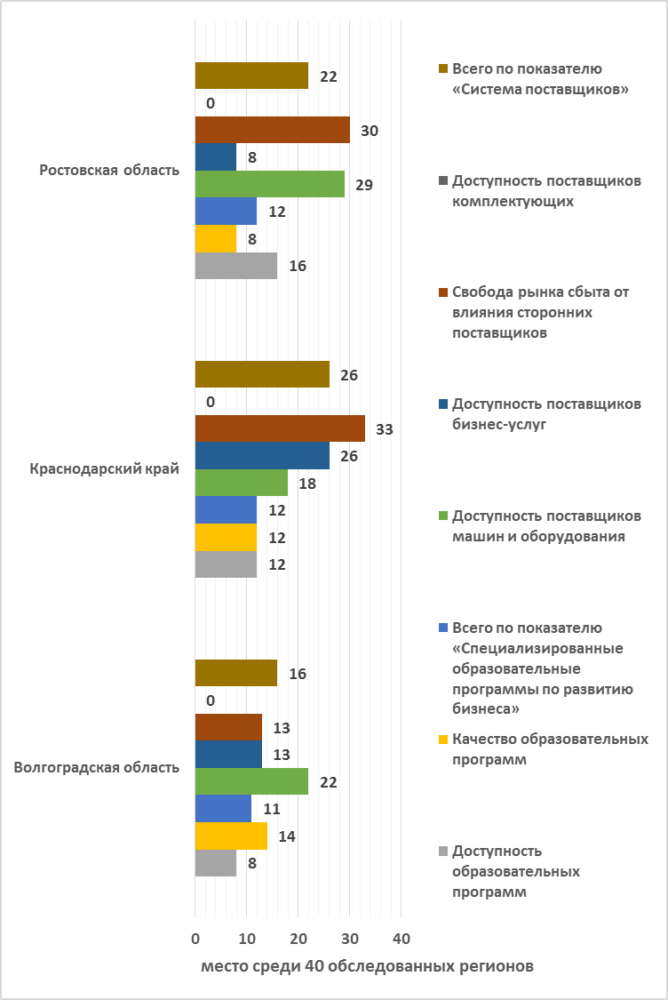 22
0
30
Ростовская область
8
29
12
8
16
26
0
33
Краснодарский край
26
18
12
12
12
16
0
13
Волгоградская область
13
22
11
14
8
0 10 20 30 40
место среди 40 обследованных регионов
Всего по показателю
«Система поставщиков»
Доступность поставщиков
комплектующих
Свобода рынка сбыта от
влияния сторонних
поставщиков
Доступность поставщиков
бизнес-услуг
Доступность поставщиков
машин и оборудования
Всего по показателю
«Специализированные
образовательные
программы по развитию
бизнеса»
Качество образовательных
программ
Доступность
образовательных
программ